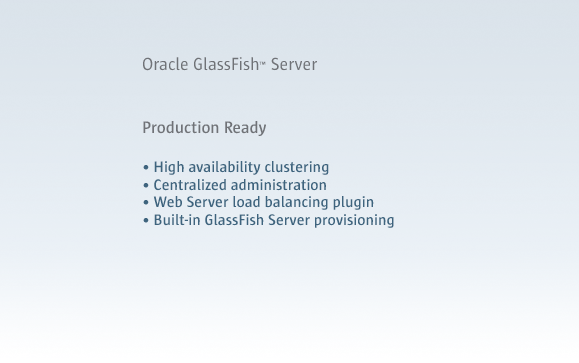 Oracle GlassFish™ Server
Production Ready
• High availability clustering
• Centralized administration
• Web Server load balancing plugin
• Built-in GlassFish Server provisioning